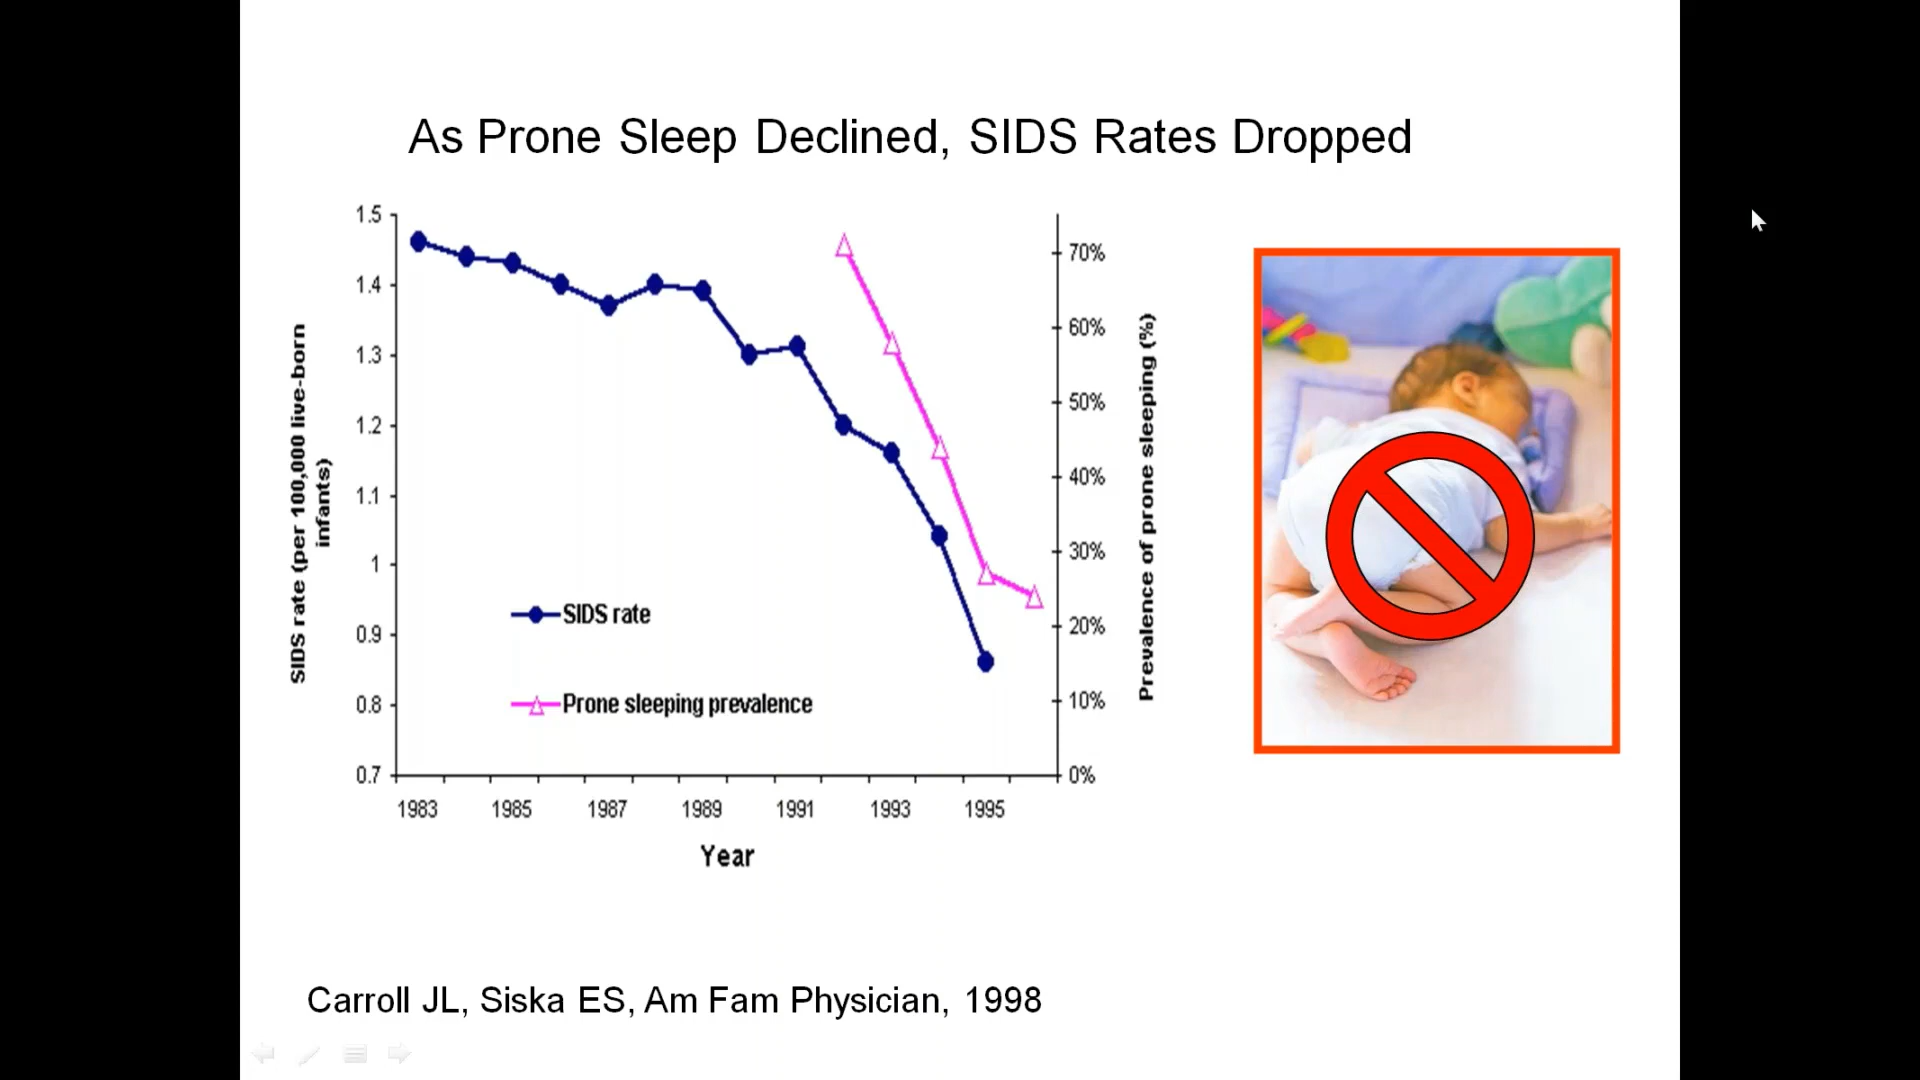 As Prone Sleep Declined, SIDS Rates Dropped
SIDS rate (per 100,000 live-born
infants)
1.5
1.4
1.3
1.2
1.1
1
0.9
0.8
0.7
SIDS rate
Prone sleeping prevalence
70%
60%
50%
40%
30%
20%
10%
0%
Prevalence of prone sleeping (%)
1983 1985 1987 1989 1991 1993 1995
Year
Carroll JL, Siska ES, Am Fam Physician, 1998